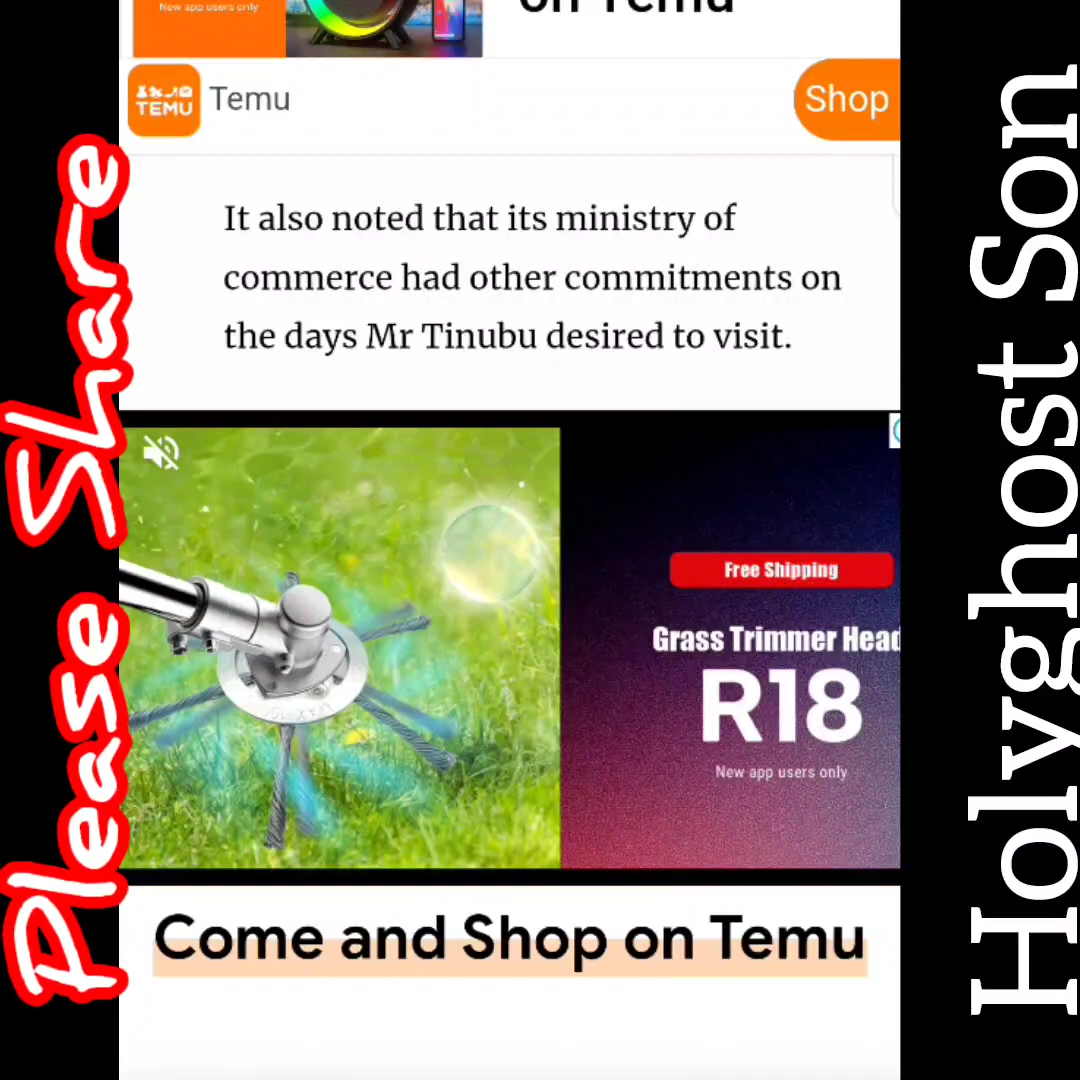 New app users only
on Temu
TEMU
Temu
Shop
It also noted that its ministry of
commerce had other commitments on
the days Mr Tinubu desired to visit.
Free Shipping
Grass Trimmer Head
R18
New app users only
Come and Shop on Temu
Please Share
Holyghost Son